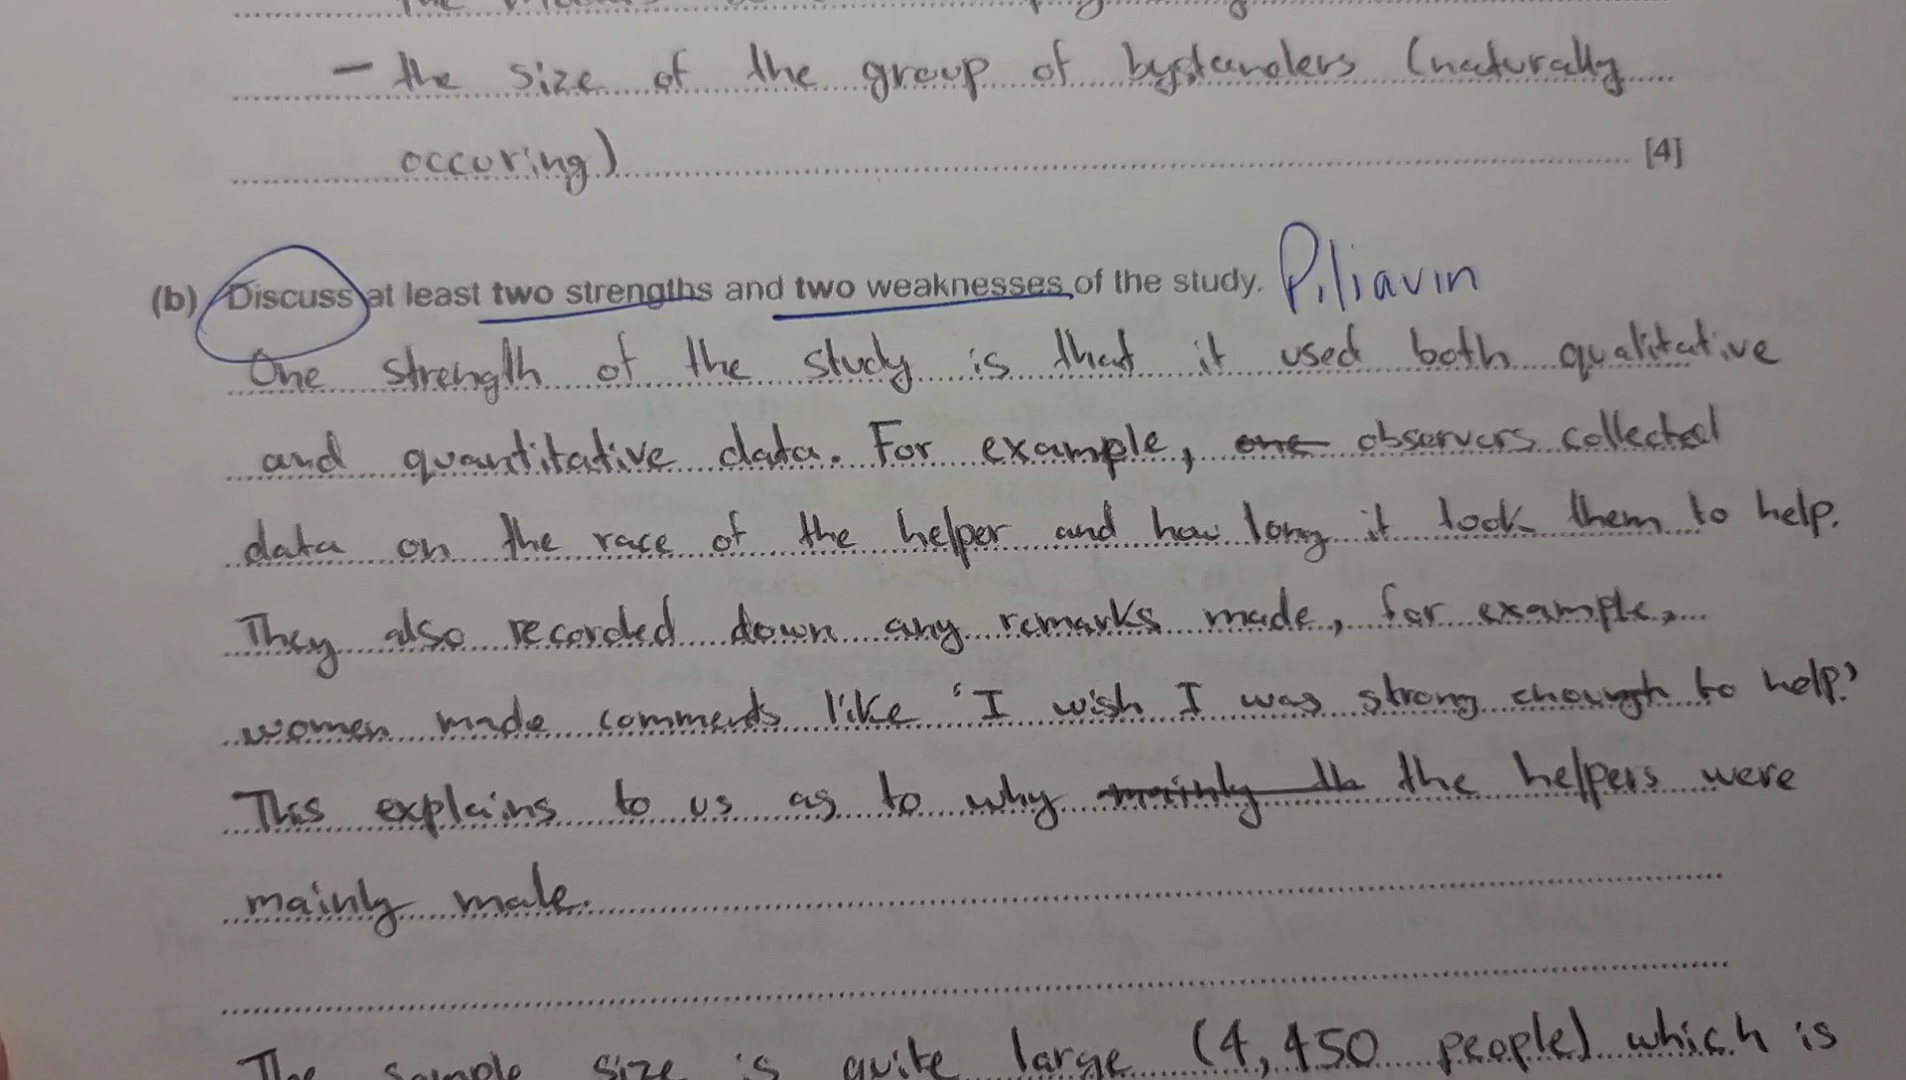 - the size of the group of bystanders (naturally
occuring) [4]
(b) Discuss at least two strengths and two weaknesses of the study. Piliavin
One strength of the study is that it used both qualitative
and quantitative data. For example, one observers collected
data on the race of the helper and how long it took them to help.
They also recorded down any remarks made, for example,
women made comments like 'I wish I was strong enough to help.'
This explains to us as to why mainly th the helpers were
mainly male.
The sample size is quite large (4,450 people) which is